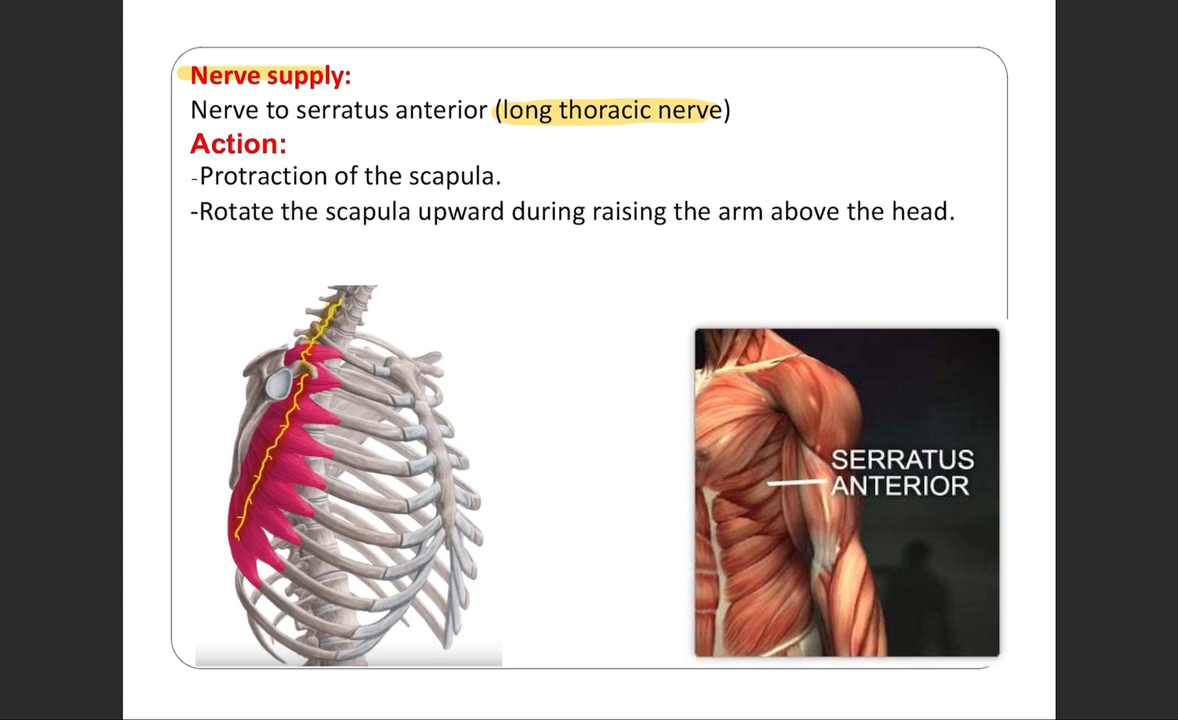 Nerve supply:
Nerve to serratus anterior (long thoracic nerve)
Action:
-Protraction of the scapula.
-Rotate the scapula upward during raising the arm above the head.
SERRATUS
ANTERIOR